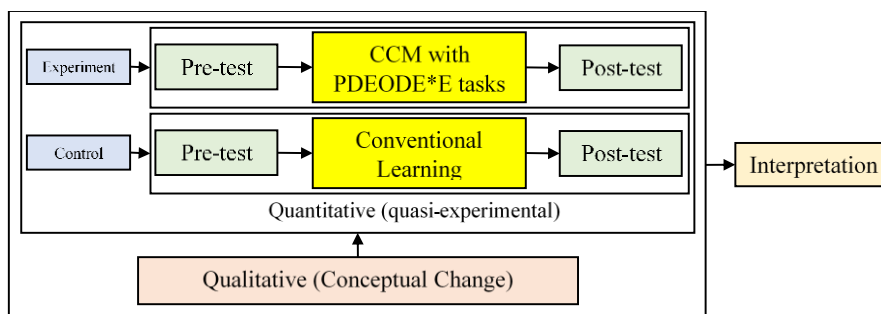 Experiment
Pre-test
CCM with
PDEODE*E tasks
Post-test
Control
Pre-test
Conventional
Learning
Post-test
Quantitative (quasi-experimental)
Interpretation
Qualitative (Conceptual Change)